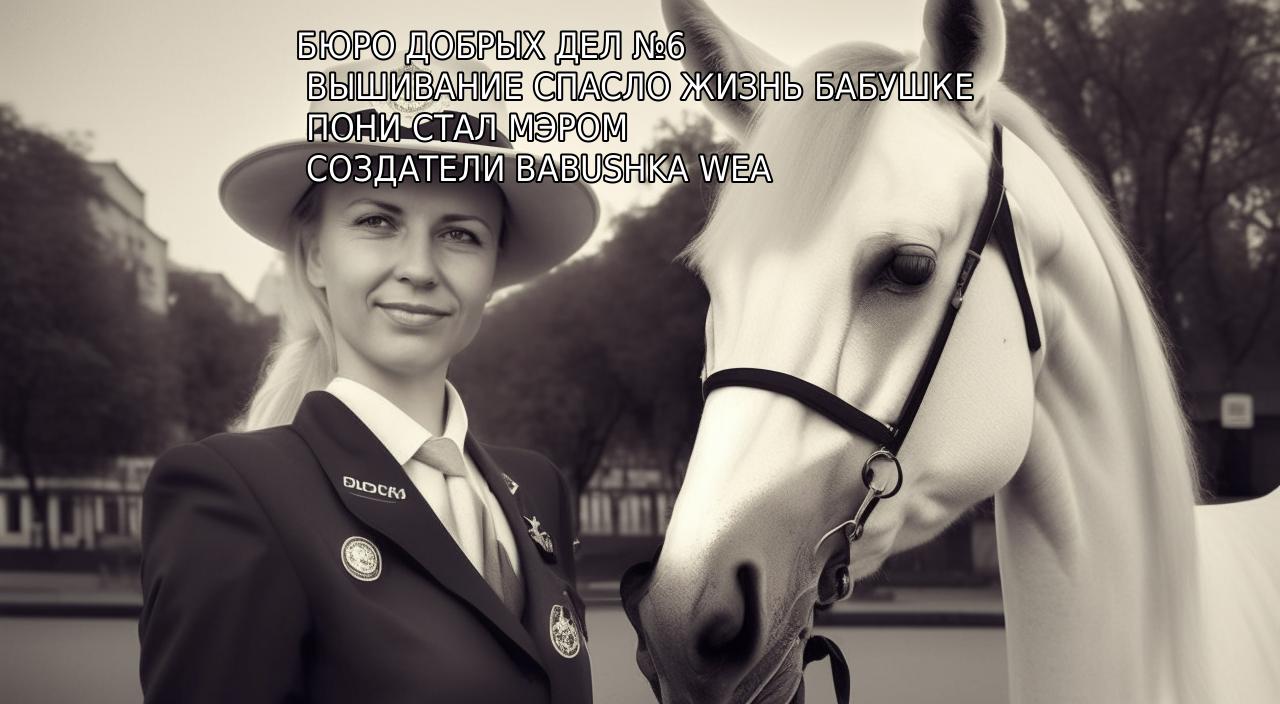 БЮРО ДОБРЫХ ДЕЛ №6
ВЫШИВАНИЕ СПАСЛО ЖИЗНЬ БАБУШКЕ
ПОНИ СТАЛ МЭРОМ
СОЗДАТЕЛИ BABUSHKA WEA